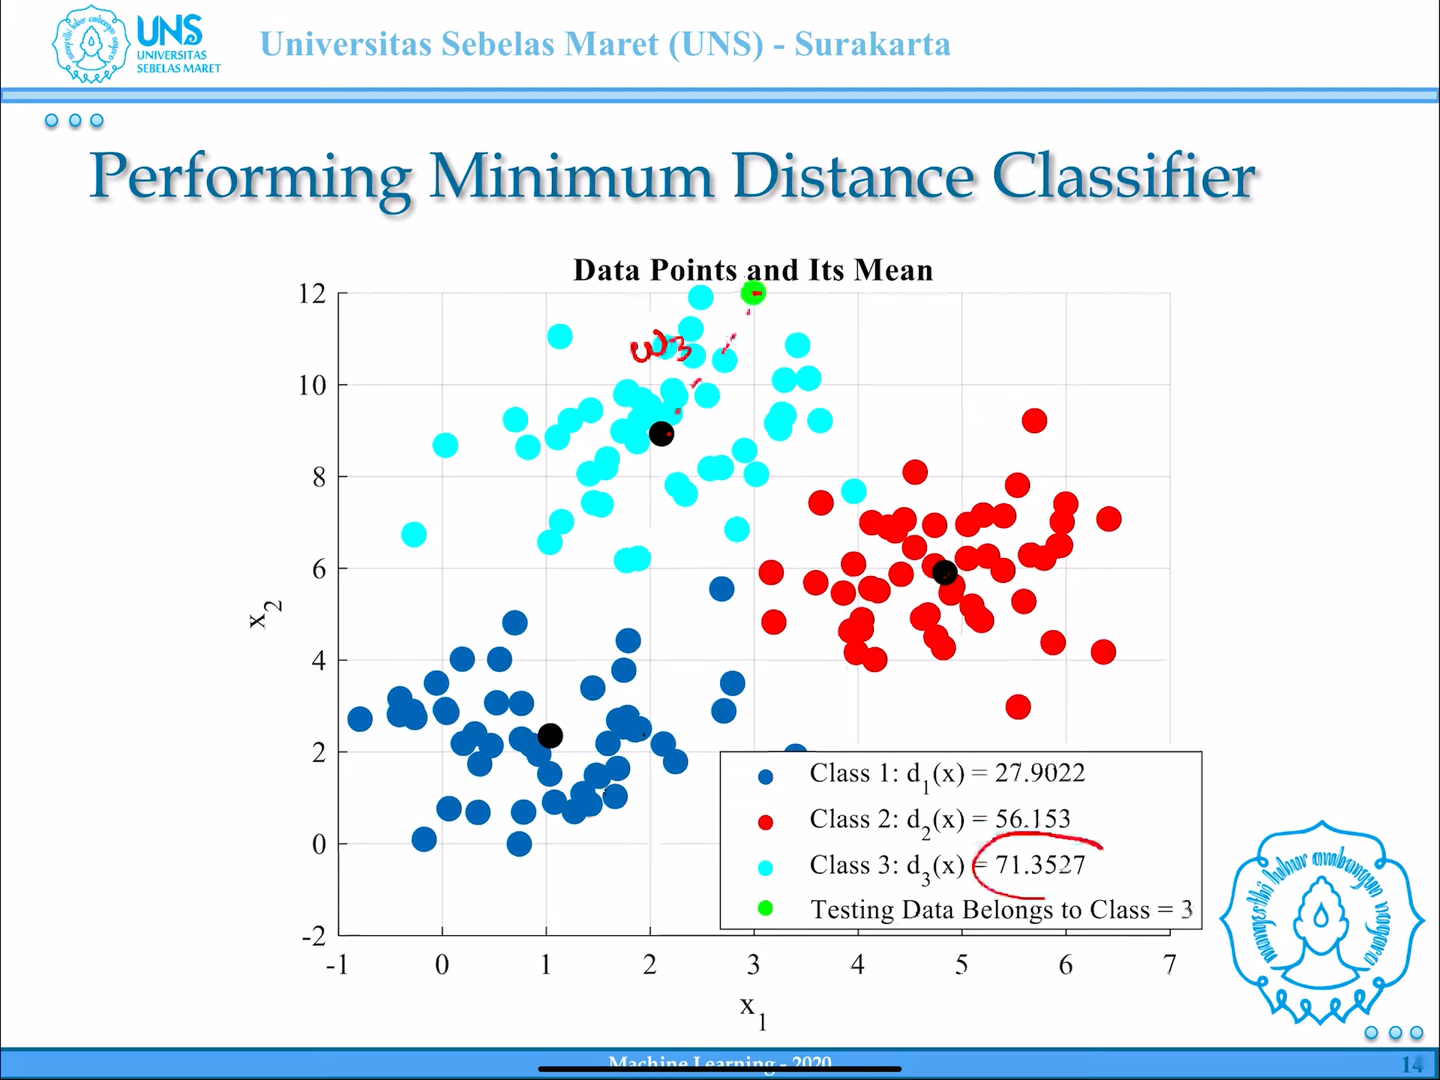 UNS
UNIVERSITAS
SEBELAS MARET
Universitas Sebelas Maret (UNS) - Surakarta
Performing Minimum Distance Classifier
Data Points and Its Mean
12
10
8
6
4
2
0
-2
x2
ω3
Class 1: d1(x) = 27.9022
Class 2: d2(x) = 56.153
Class 3: d3(x) = 71.3527
Testing Data Belongs to Class = 3
-1 0 1 2 3 4 5 6 7
x1
Machine Learning - 2020
14